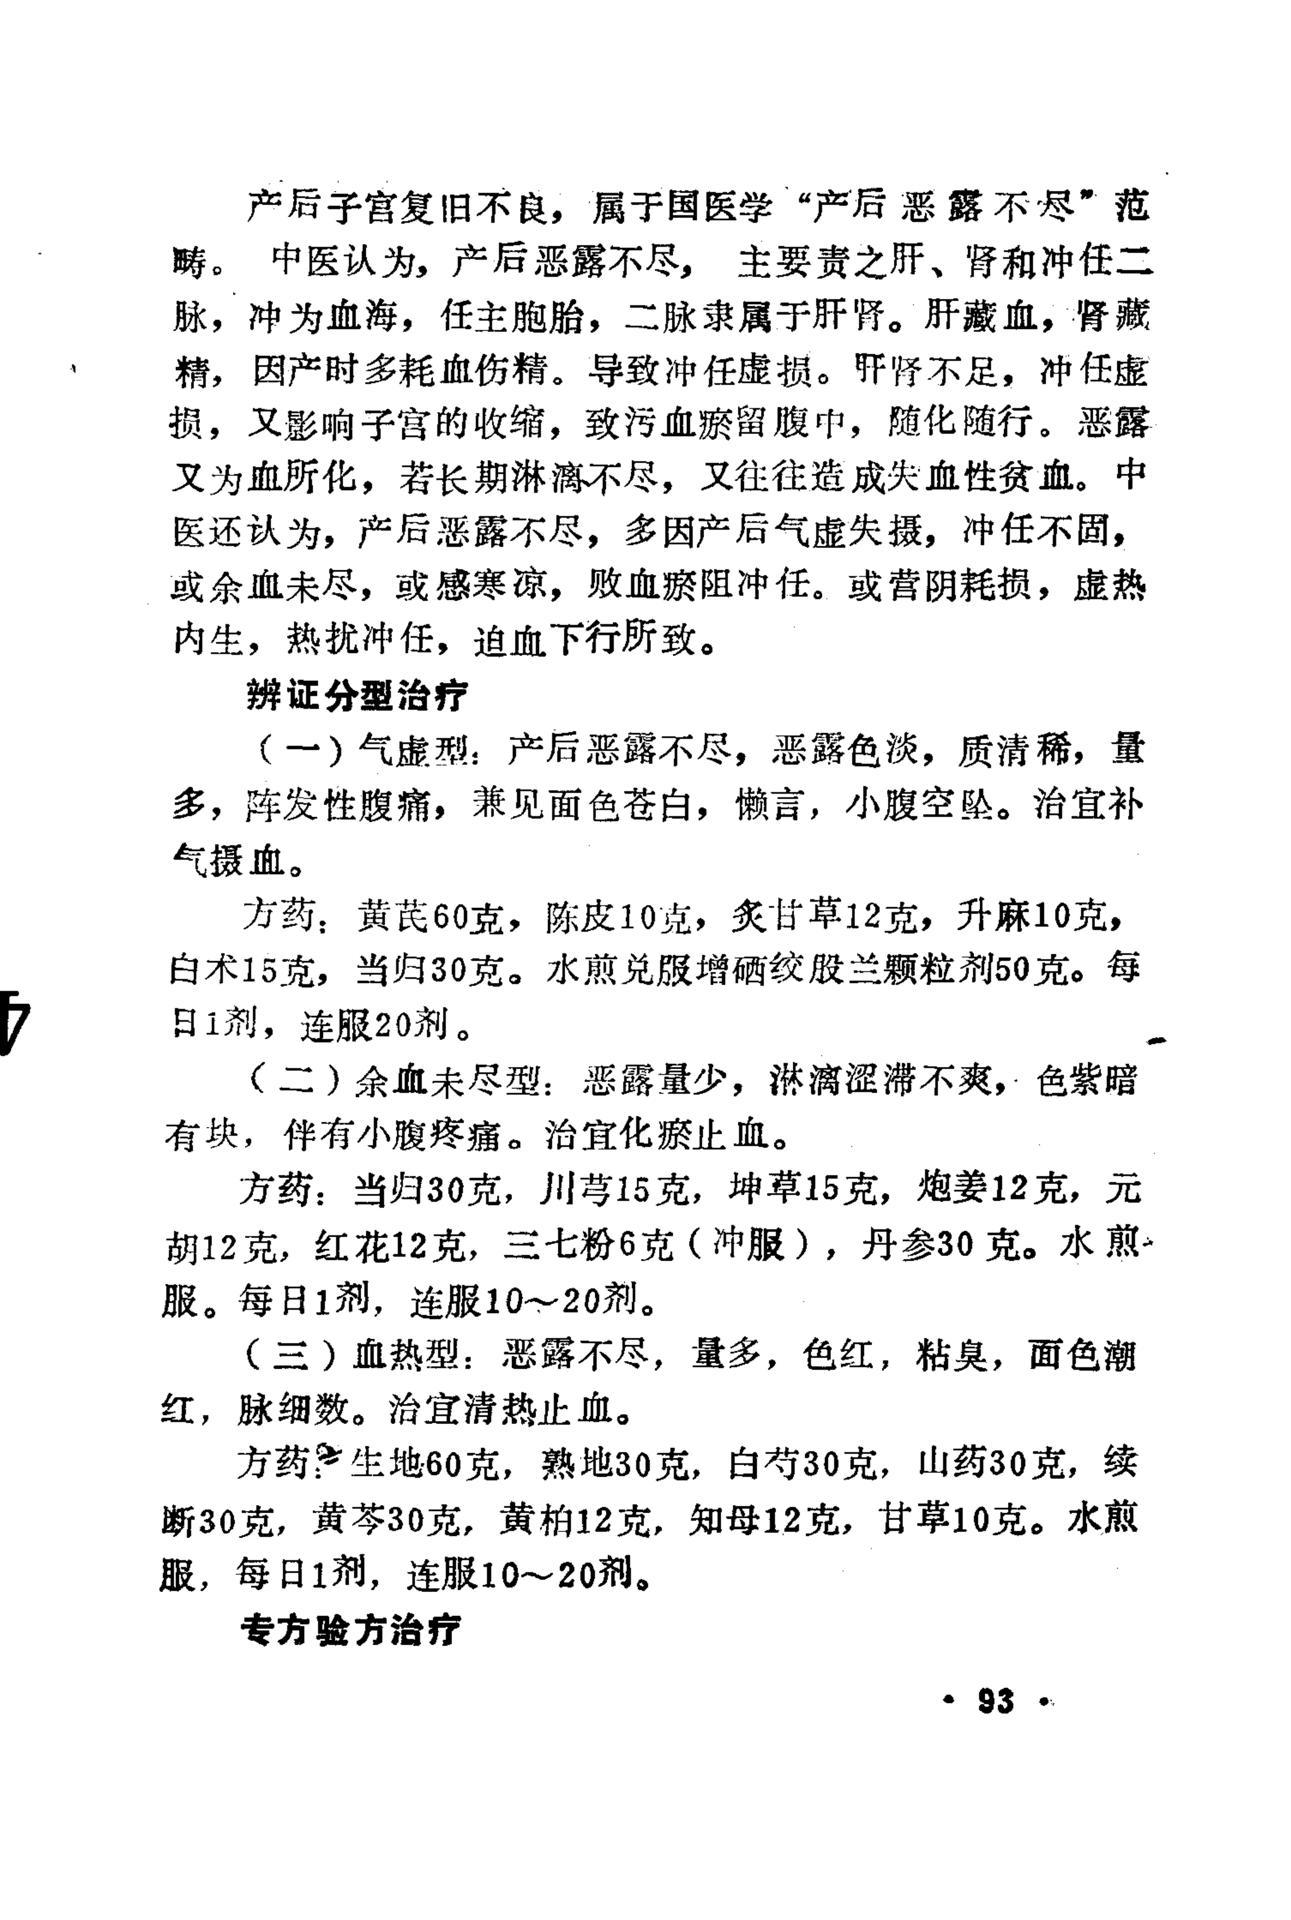 产后子宫复旧不良，属于国医学“产后恶露不尽”范
畴。中医认为，产后恶露不尽，主要责之肝、肾和冲任二
脉，冲为血海，任主胞胎，二脉隶属于肝肾。肝藏血，肾藏
精，因产时多耗血伤精。导致冲任虚损。肝肾不足，冲任虚
损，又影响子宫的收缩，致污血瘀留腹中，随化随行。恶露
又为血所化，若长期淋漓不尽，又往往造成失血性贫血。中
医还认为，产后恶露不尽，多因产后气虚失摄，冲任不固，
或余血未尽，或感寒凉，败血瘀阻冲任。或营阴耗损，虚热
内生，热扰冲任，迫血下行所致。
辨证分型治疗
（一）气虚型：产后恶露不尽，恶露色淡，质清稀，量
多，阵发性腹痛，兼见面色苍白，懒言，小腹空坠。治宜补
气摄血。
方药：黄芪60克，陈皮10克，炙甘草12克，升麻10克，
白术15克，当归30克。水煎兑服增硒绞股兰颗粒剂50克。每
日1剂，连服20剂。
（二）余血未尽型：恶露量少，淋漓涩滞不爽，色紫暗
有块，伴有小腹疼痛。治宜化瘀止血。
方药：当归30克，川芎15克，坤草15克，炮姜12克，元
胡12克，红花12克，三七粉6克（冲服），丹参30克。水煎
服。每日1剂，连服10～20剂。
（三）血热型：恶露不尽，量多，色红，粘臭，面色潮
红，脉细数。治宜清热止血。
方药：生地60克，熟地30克，白芍30克，山药30克，续
断30克，黄芩30克，黄柏12克，知母12克，甘草10克。水煎
服，每日1剂，连服10～20剂。
专方验方治疗
· 93 ·